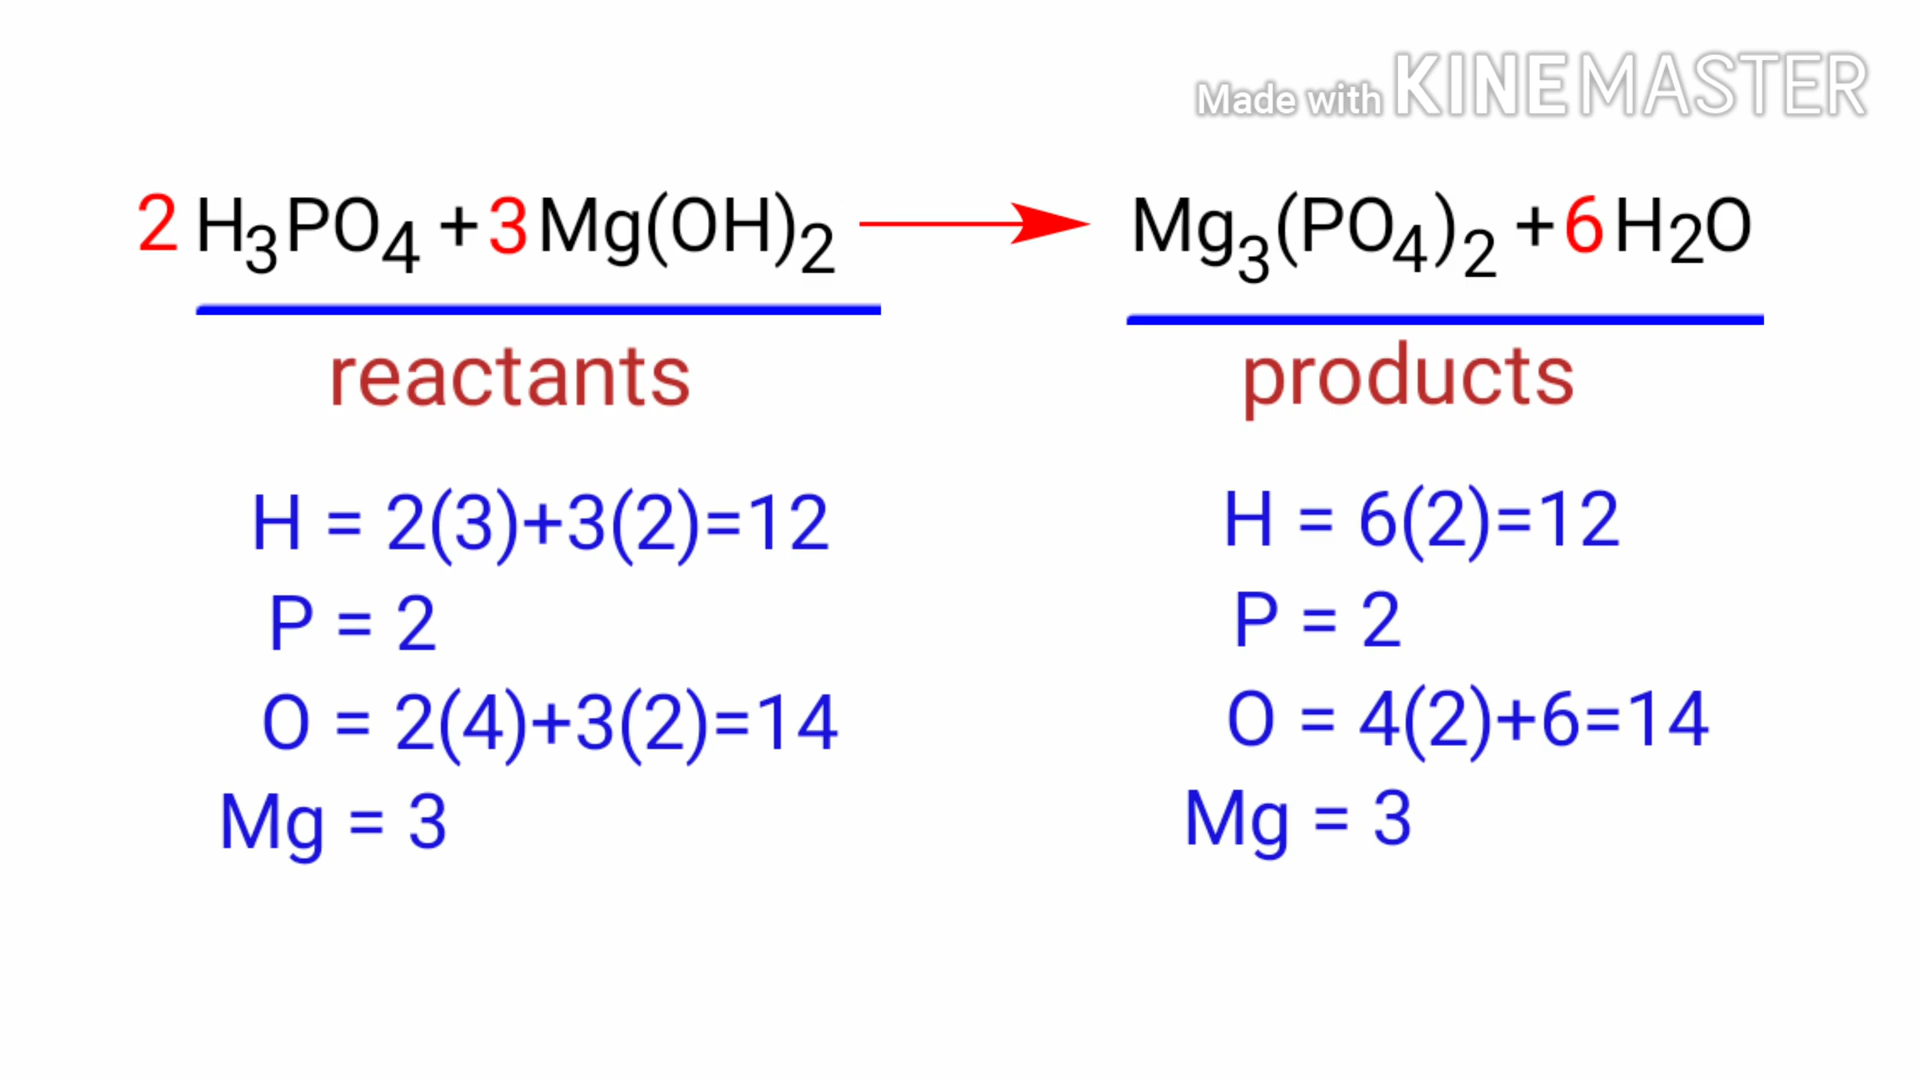 Made with KINEMASTER
2 H3PO4 + 3 Mg(OH)2 → Mg3(PO4)2 + 6 H2O
reactants products
H = 2(3)+3(2)=12 H = 6(2)=12
P = 2 P = 2
O = 2(4)+3(2)=14 O = 4(2)+6=14
Mg = 3 Mg = 3